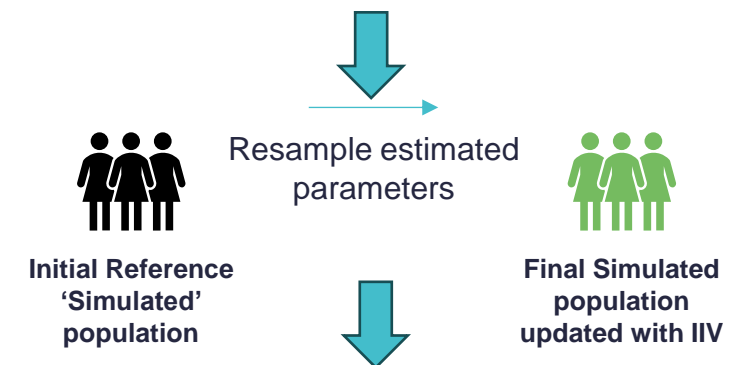 Resample estimated
parameters
Initial Reference
‘Simulated’
population
Final Simulated
population
updated with IIV